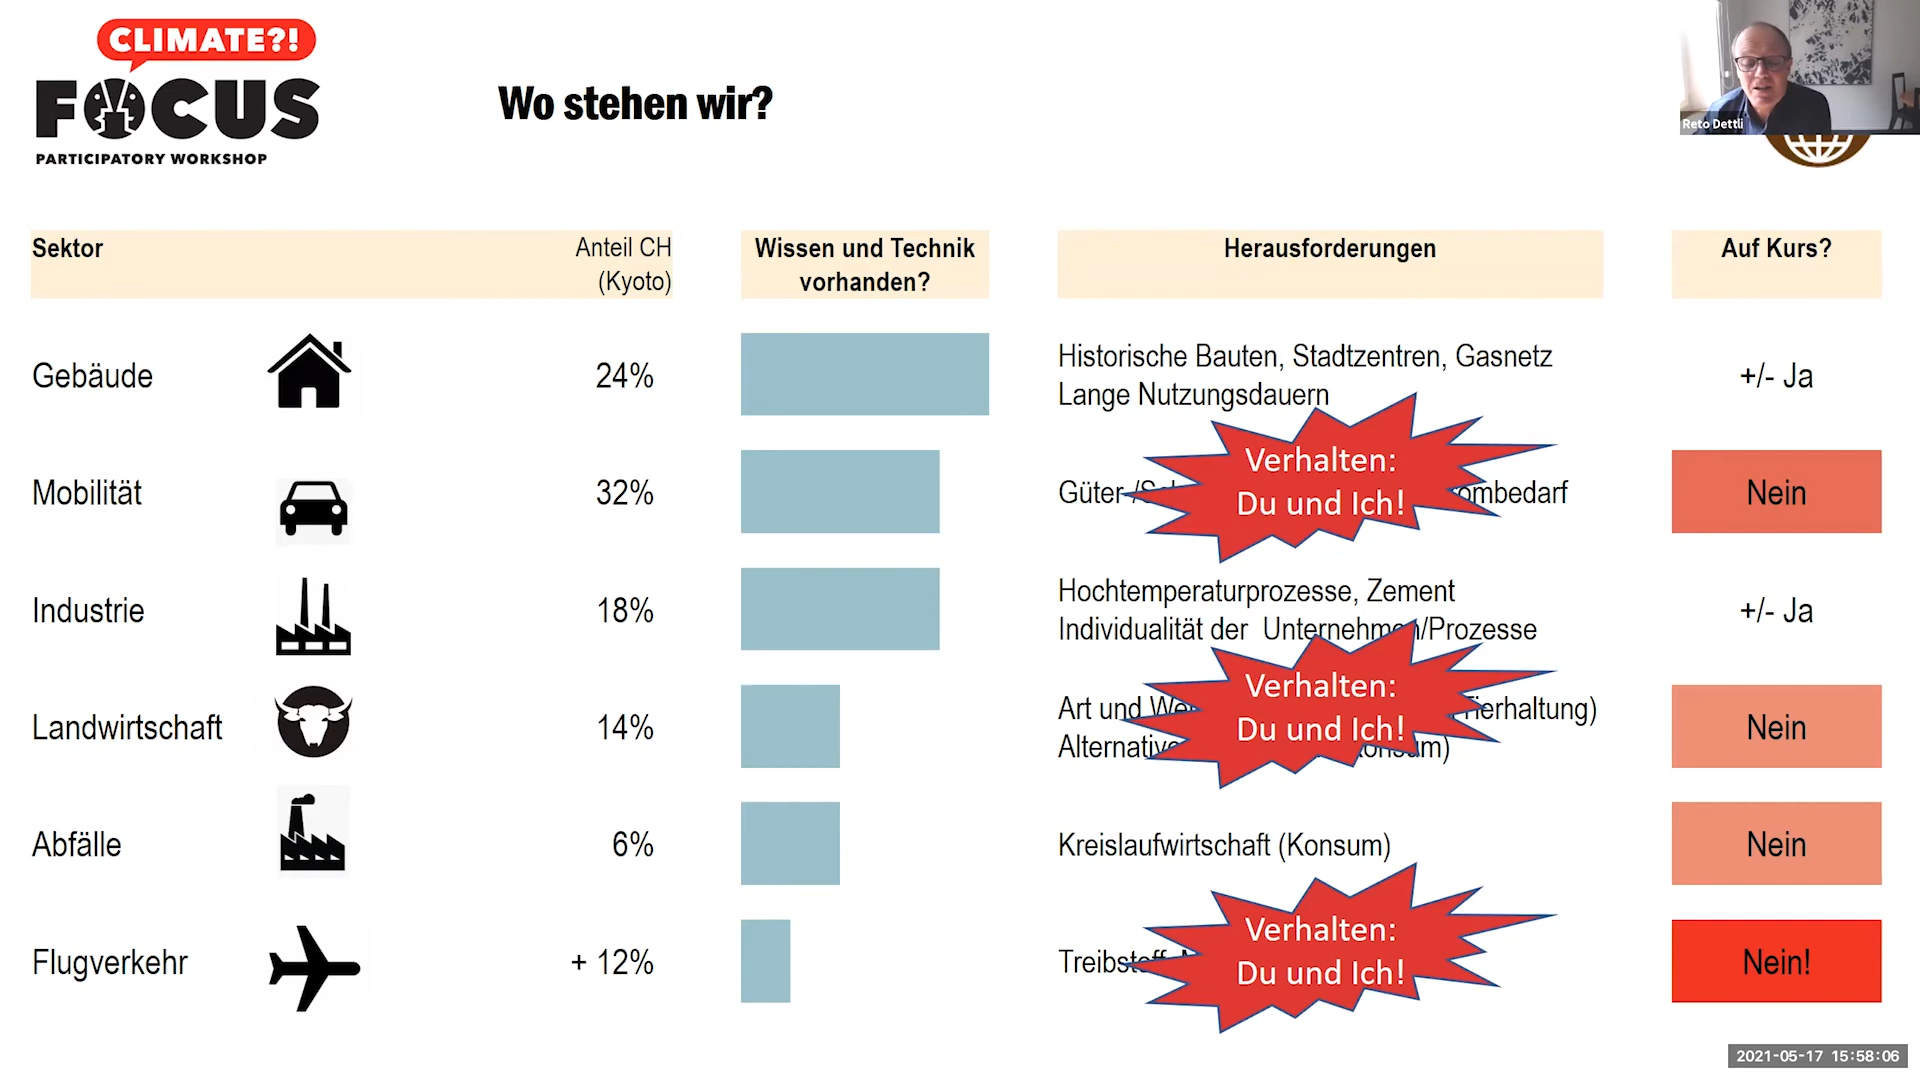 CLIMATE?!
FOCUS
PARTICIPATORY WORKSHOP
Wo stehen wir?
Reto Dettli
Sektor
Anteil CH
(Kyoto)
Wissen und Technik
vorhanden?
Herausforderungen
Auf Kurs?
Gebäude
24%
Historische Bauten, Stadtzentren, Gasnetz
Lange Nutzungsdauern
+/- Ja
Mobilität
32%
Güter-
Verhalten:
Du und Ich!
Nein
Industrie
18%
Hochtemperaturprozesse, Zement
Individualität der Unternehmen/Prozesse
+/- Ja
Landwirtschaft
14%
Art und
Verhalten:
Du und Ich!
Nein
Abfälle
6%
Kreislaufwirtschaft (Konsum)
Nein
Flugverkehr
+ 12%
Verhalten:
Du und Ich!
Nein!
2021-05-17 15:58:06